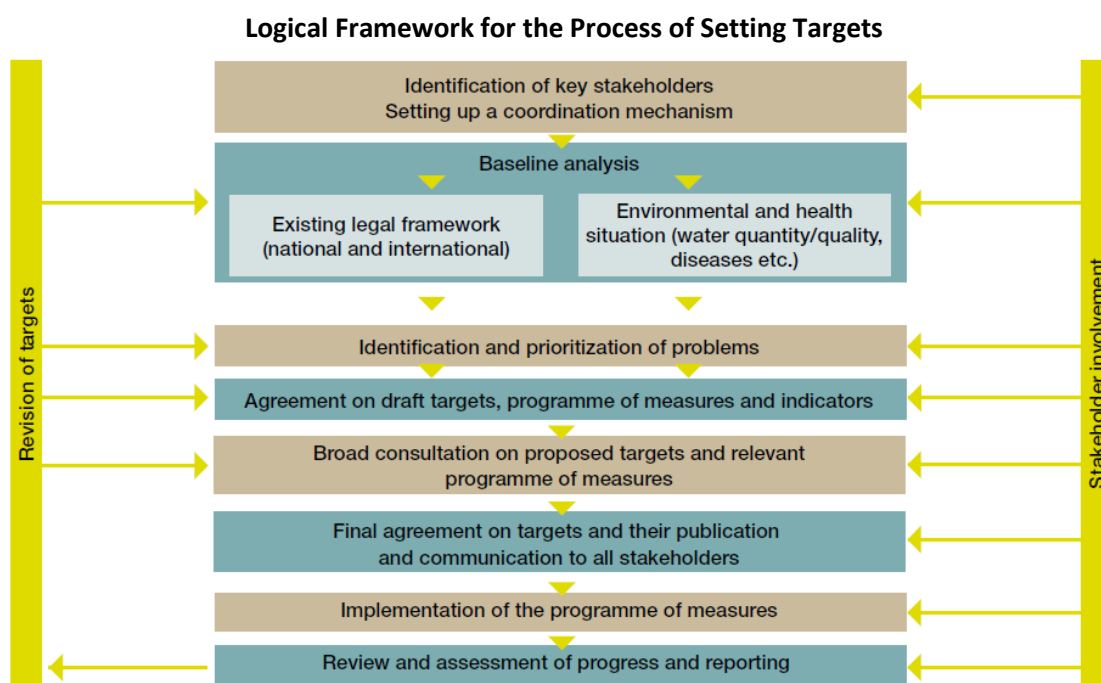 Logical Framework for the Process of Setting Targets
Identification of key stakeholders
Setting up a coordination mechanism
Baseline analysis
Existing legal framework
(national and international)
Environmental and health
situation (water quantity/quality,
diseases etc.)
Identification and prioritization of problems
Agreement on draft targets, programme of measures and indicators
Broad consultation on proposed targets and relevant
programme of measures
Final agreement on targets and their publication
and communication to all stakeholders
Implementation of the programme of measures
Review and assessment of progress and reporting
Revision of targets
Stakeholder involvement